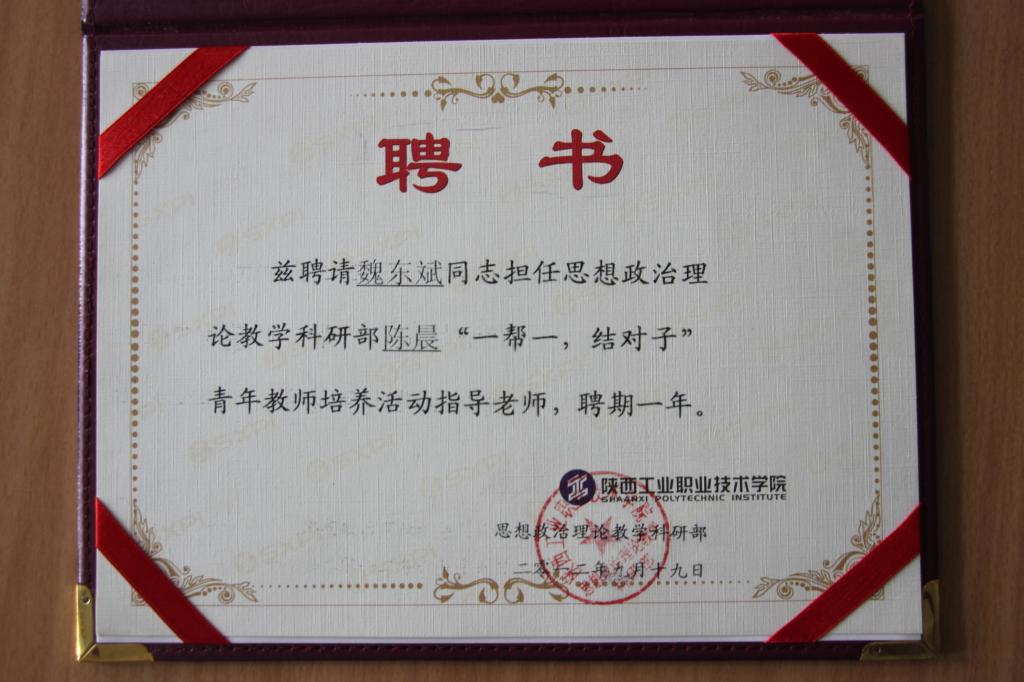 聘 书
兹聘请魏东斌同志担任思想政治理
论教学科研部陈晨“一帮一，结对子”
青年教师培养活动指导老师，聘期一年。
陕西工业职业技术学院
SHAANXI POLYTECHNIC INSTITUTE
思想政治理论教学科研部
二零一二年九月十九日